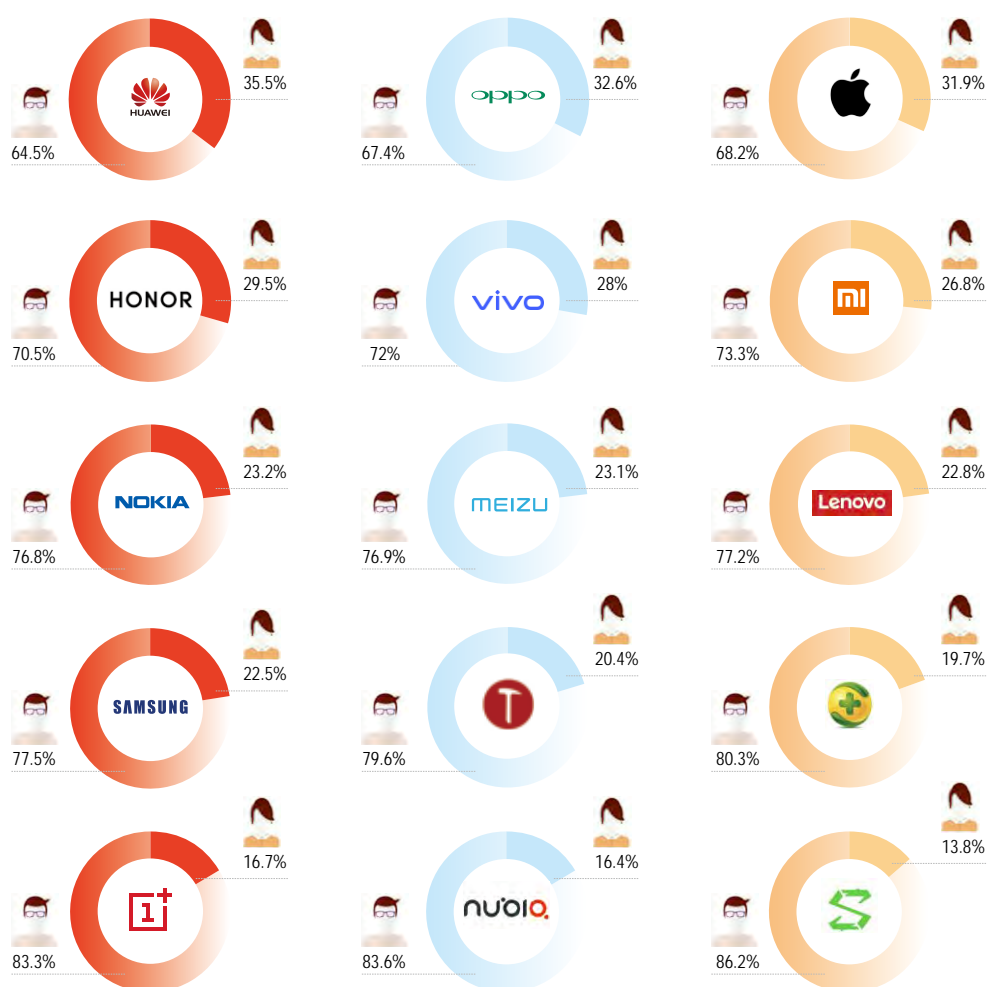 35.5%
HUAWEI
64.5%
32.6%
oppo
67.4%
31.9%
68.2%
29.5%
HONOR
70.5%
28%
vivo
72%
26.8%
mi
73.3%
23.2%
NOKIA
76.8%
23.1%
MEIZU
76.9%
22.8%
Lenovo
77.2%
22.5%
SAMSUNG
77.5%
20.4%
T
79.6%
19.7%
80.3%
16.7%
1+
83.3%
16.4%
nubia
83.6%
13.8%
86.2%